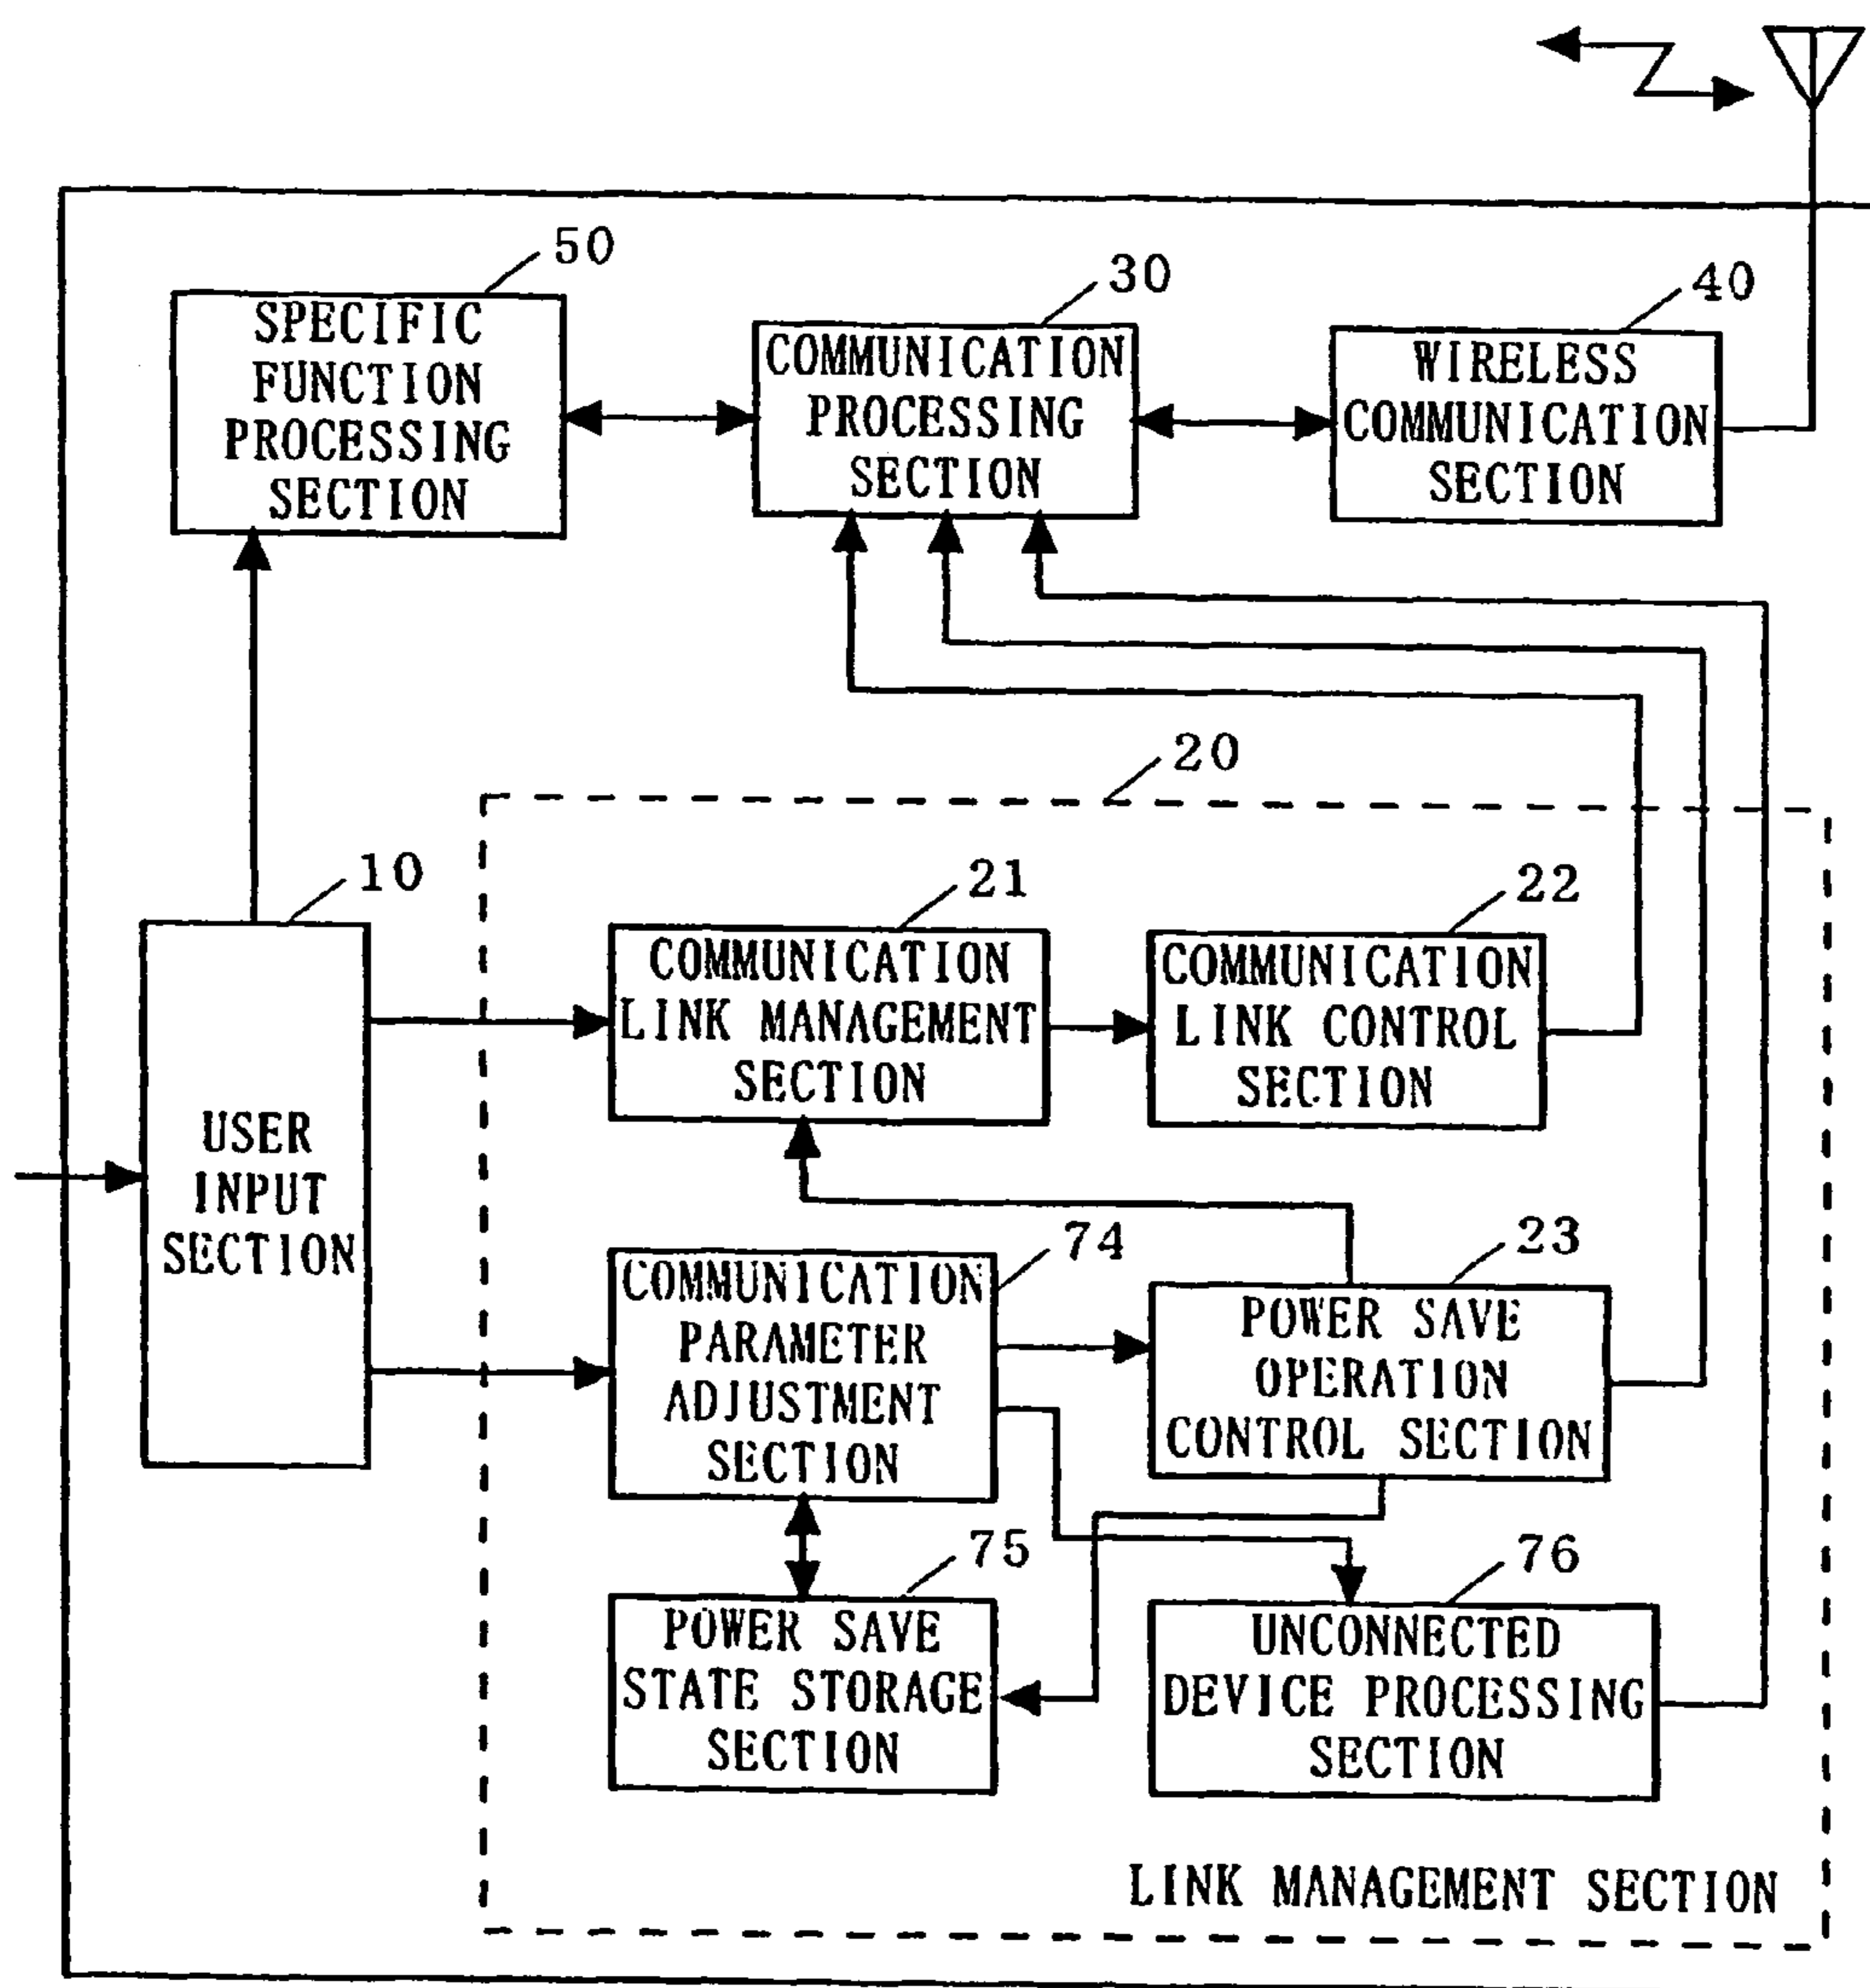 50
SPECIFIC
FUNCTION
PROCESSING
SECTION
30
COMMUNICATION
PROCESSING
SECTION
40
WIRELESS
COMMUNICATION
SECTION
20
10
USER
INPUT
SECTION
21
COMMUNICATION
LINK MANAGEMENT
SECTION
22
COMMUNICATION
LINK CONTROL
SECTION
74
COMMUNICATION
PARAMETER
ADJUSTMENT
SECTION
23
POWER SAVE
OPERATION
CONTROL SECTION
75
POWER SAVE
STATE STORAGE
SECTION
76
UNCONNECTED
DEVICE PROCESSING
SECTION
LINK MANAGEMENT SECTION